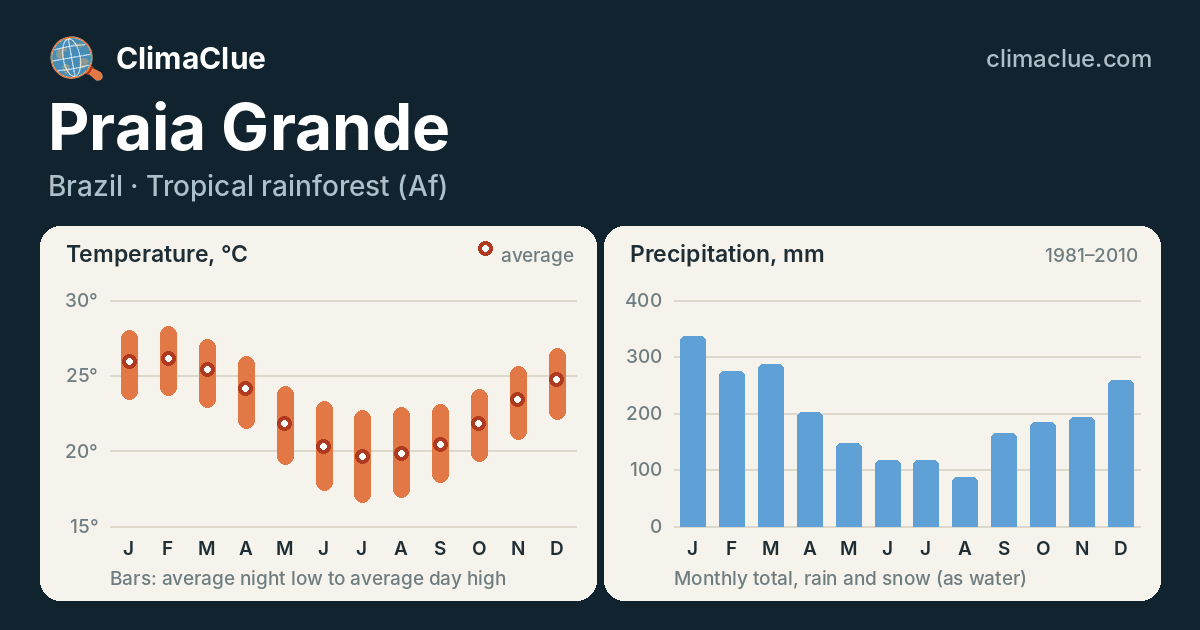 ClimaClue
climaclue.com
Praia Grande
Brazil · Tropical rainforest (Af)
Temperature, °C
average
30°
25°
20°
15°
J F M A M J J A S O N D
Bars: average night low to average day high
Precipitation, mm
1981–2010
400
300
200
100
0
J F M A M J J A S O N D
Monthly total, rain and snow (as water)